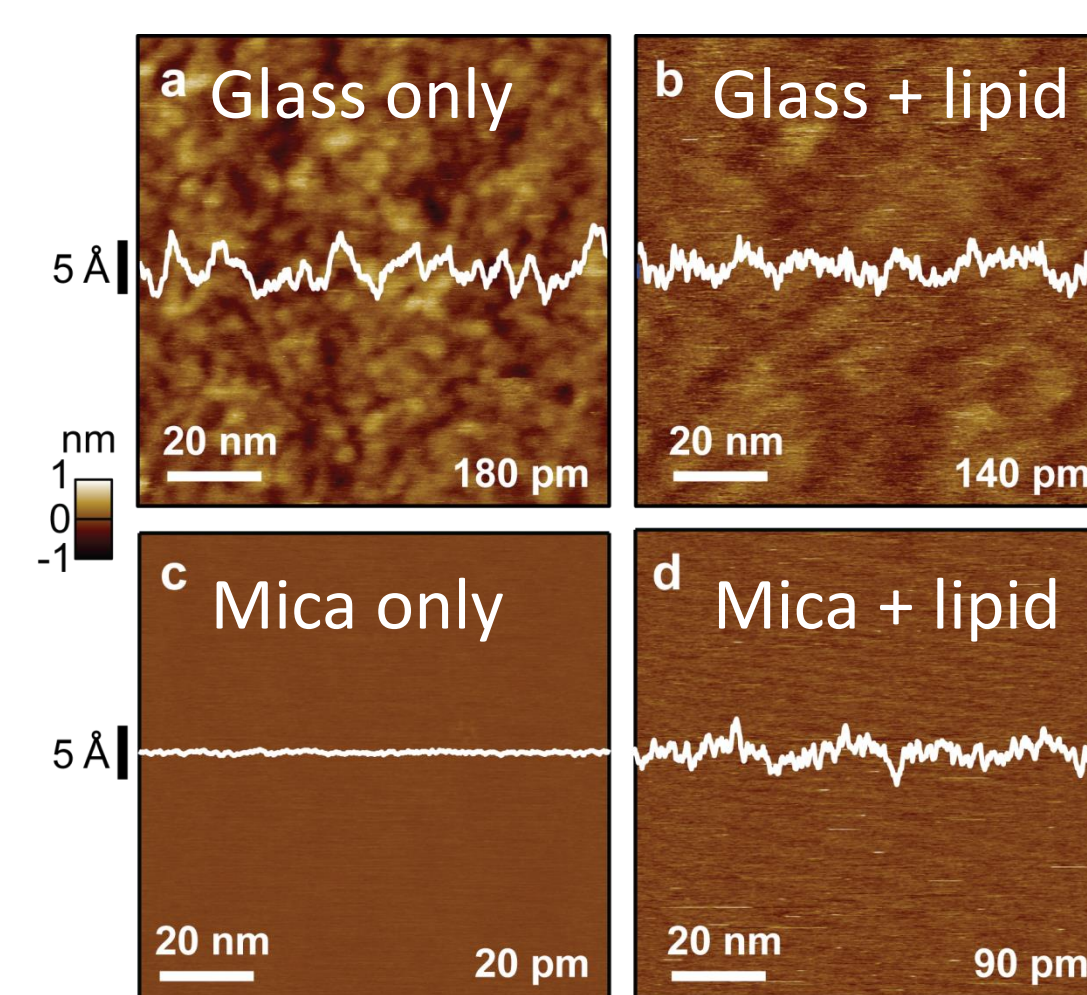 a Glass only
b Glass + lipid
5 Å
20 nm
180 pm
20 nm
140 pm
nm
1
0
-1
c Mica only
d Mica + lipid
5 Å
20 nm
20 pm
20 nm
90 pm